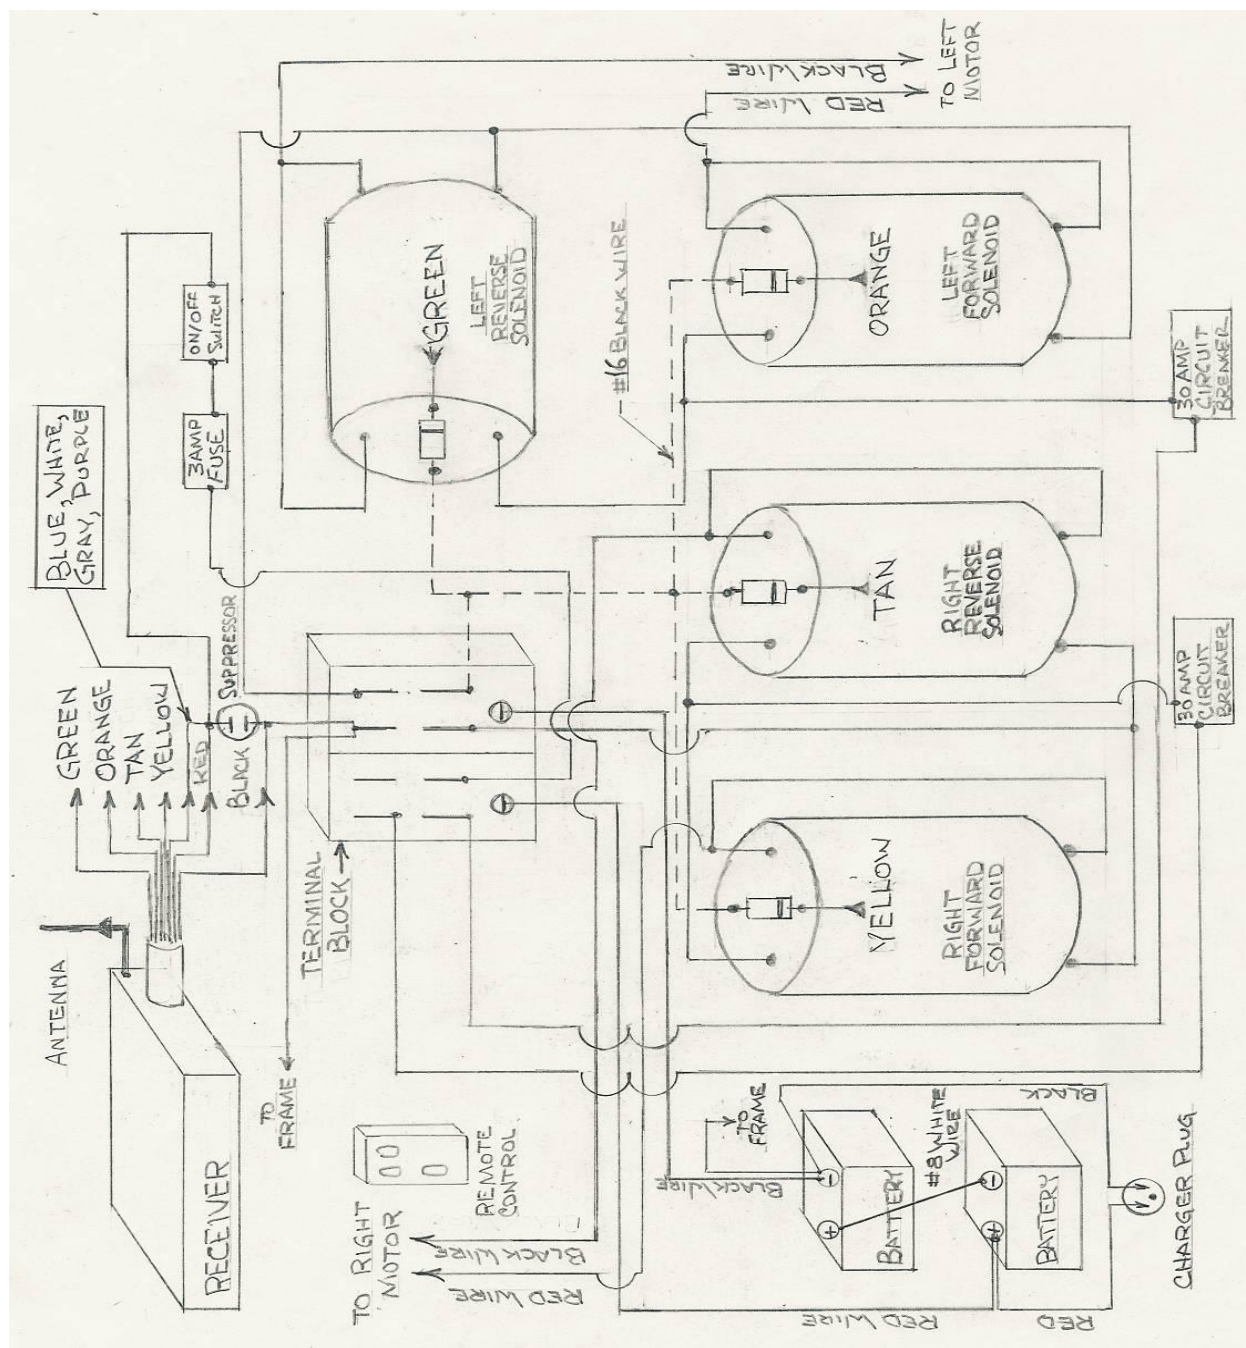 BLACK WIRE
RED WIRE
TO LEFT
MOTOR
ON/OFF
SWITCH
3AMP
FUSE
BLUE, WHITE,
GRAY, PURPLE
GREEN
LEFT
REVERSE
SOLENOID
#16 BLACK WIRE
ORANGE
LEFT
FORWARD
SOLENOID
30 AMP
CIRCUIT
BREAKER
TAN
RIGHT
REVERSE
SOLENOID
30 AMP
CIRCUIT
BREAKER
YELLOW
RIGHT
FORWARD
SOLENOID
GREEN
ORANGE
TAN
YELLOW
RED
BLACK
SUPPRESSOR
TERMINAL
BLOCK
ANTENNA
RECEIVER
TO
FRAME
REMOTE
CONTROL
TO RIGHT
MOTOR
BLACK WIRE
RED WIRE
BLACK WIRE
TO
FRAME
BATTERY
#8 WHITE
WIRE
BATTERY
BLACK
RED WIRE
RED
CHARGER PLUG